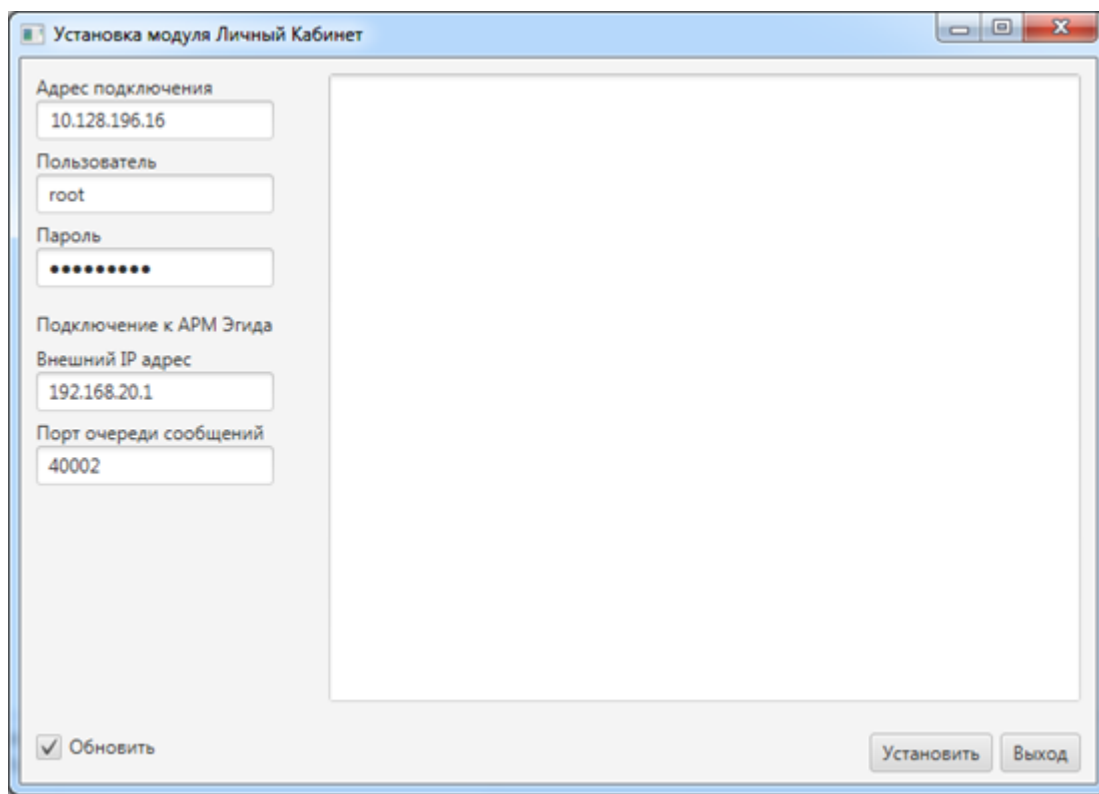 Установка модуля Личный Кабинет
Адрес подключения
10.128.196.16
Пользователь
root
Пароль
•••••••••
Подключение к АРМ Эгида
Внешний IP адрес
192.168.20.1
Порт очереди сообщений
40002
Обновить
Установить
Выход